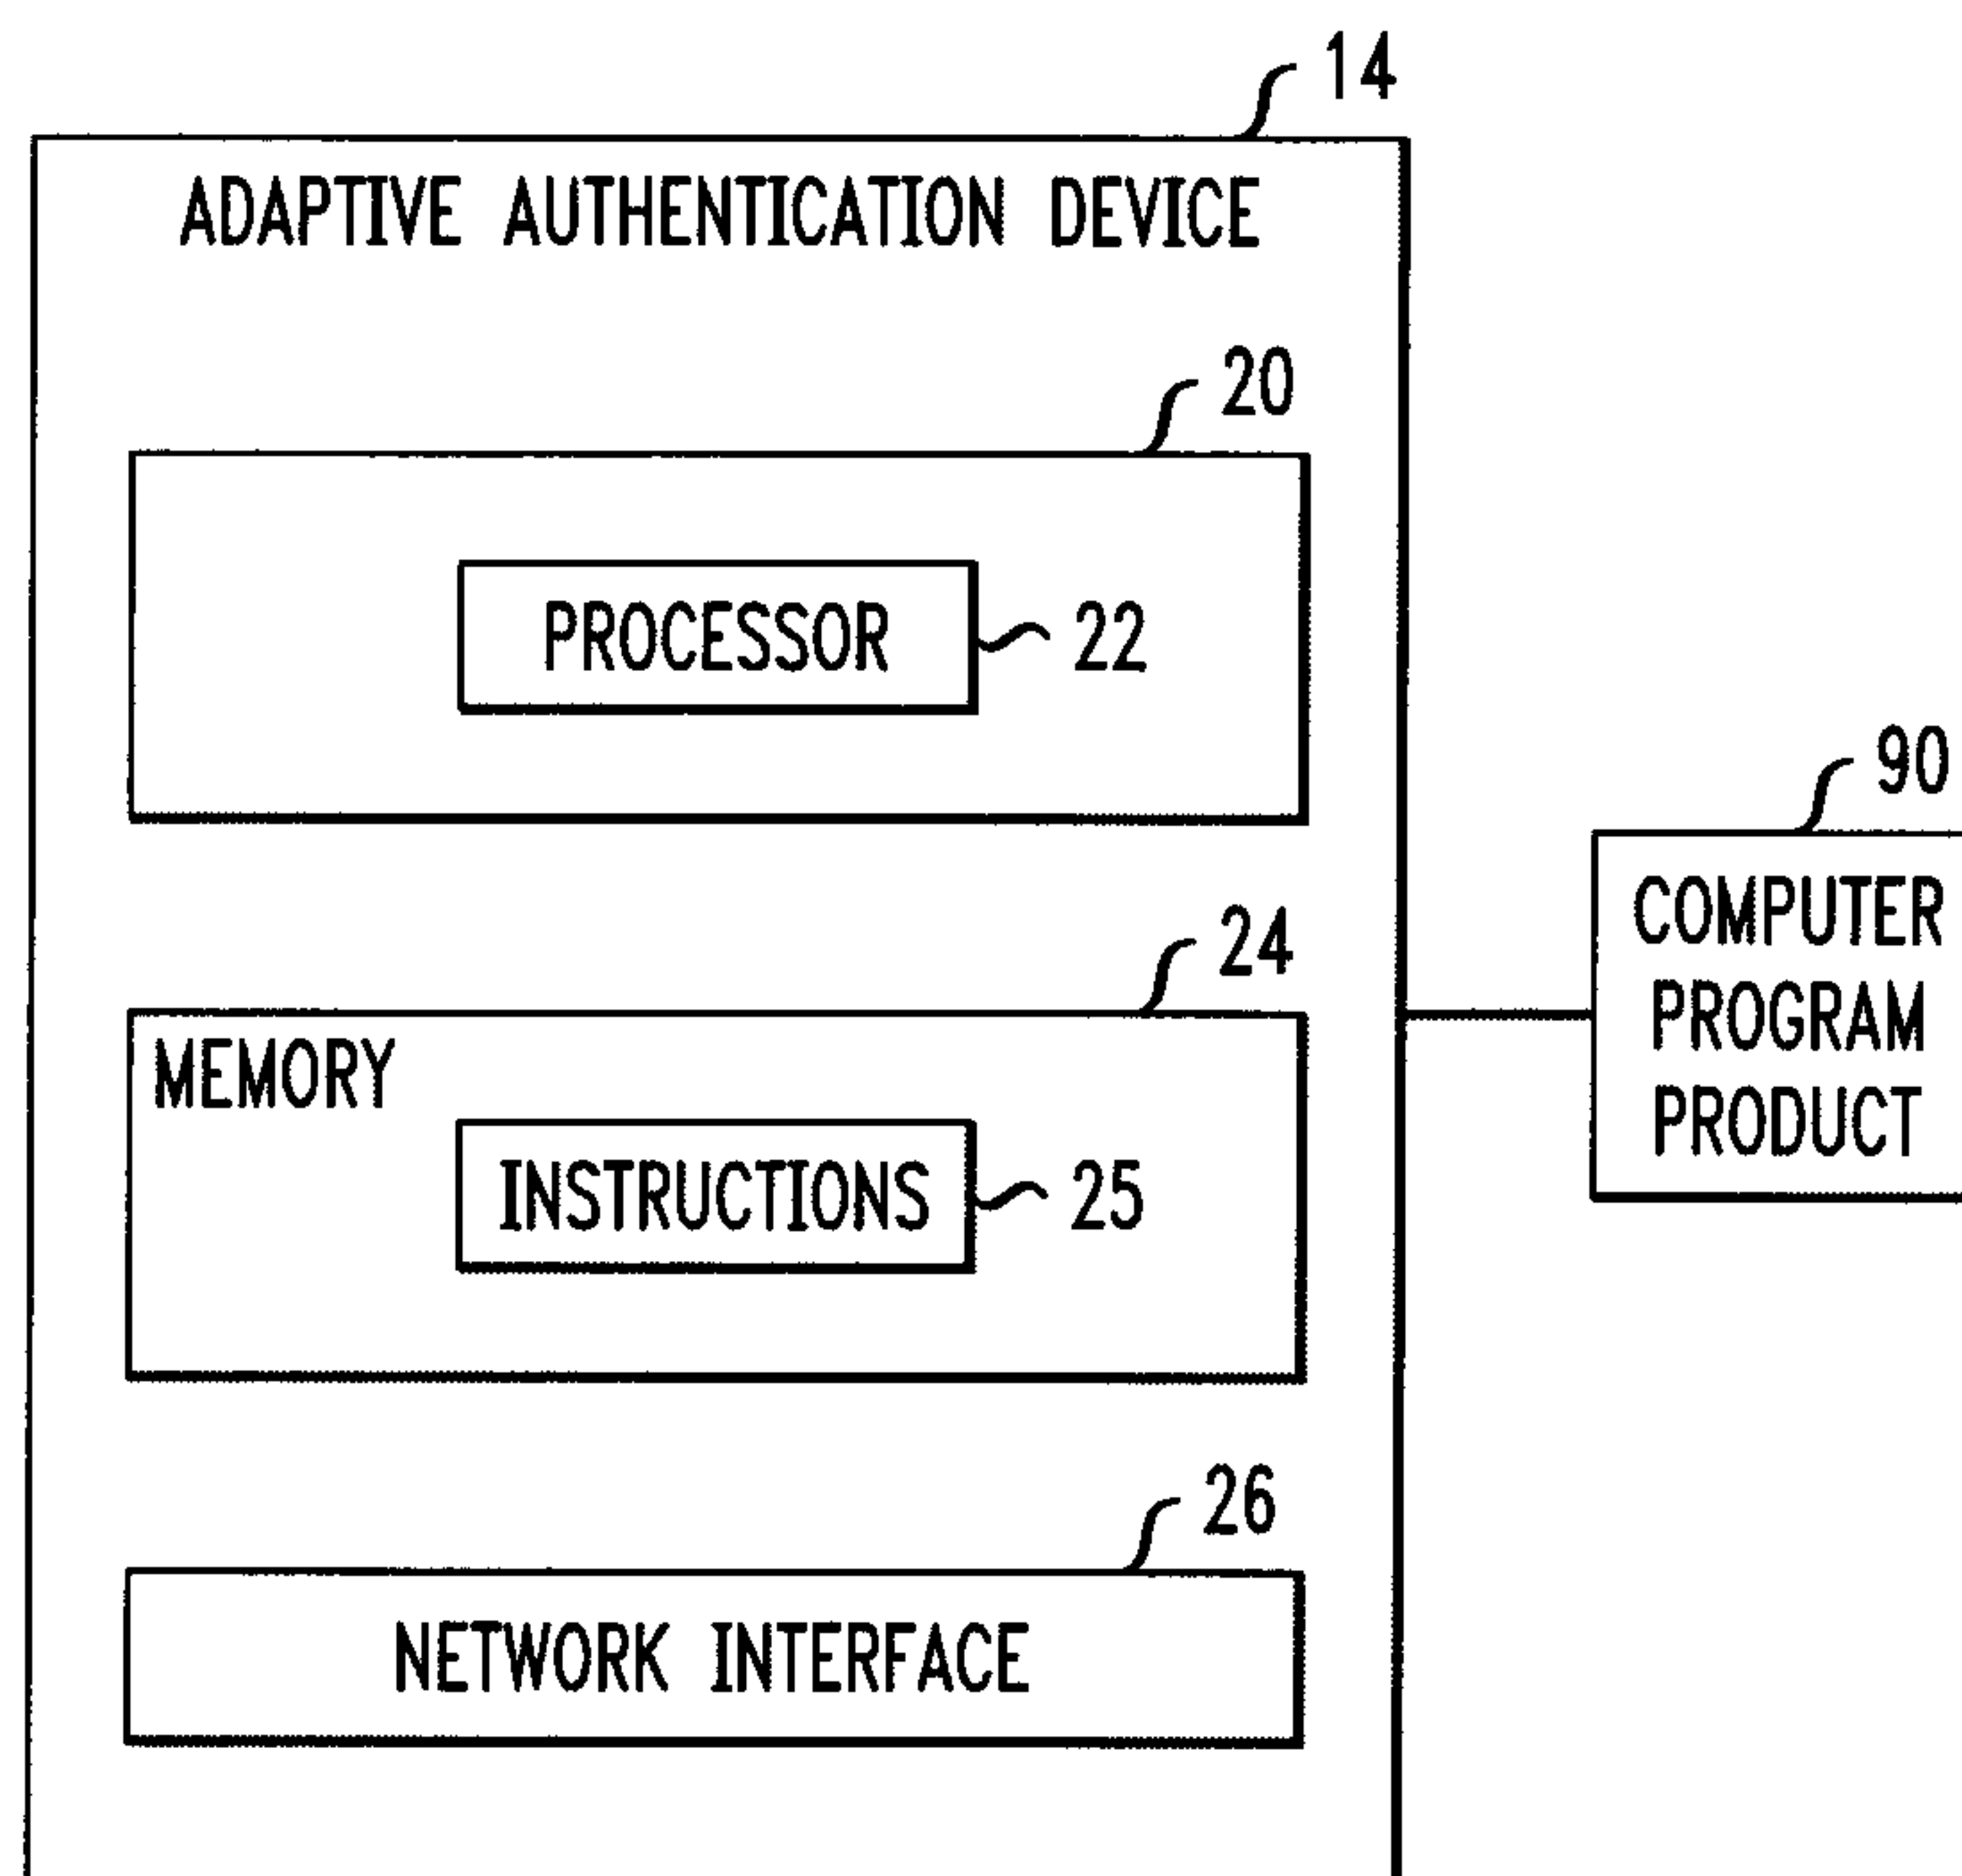 14
ADAPTIVE AUTHENTICATION DEVICE
20
PROCESSOR 22
90
COMPUTER
PROGRAM
PRODUCT
24
MEMORY
INSTRUCTIONS 25
26
NETWORK INTERFACE